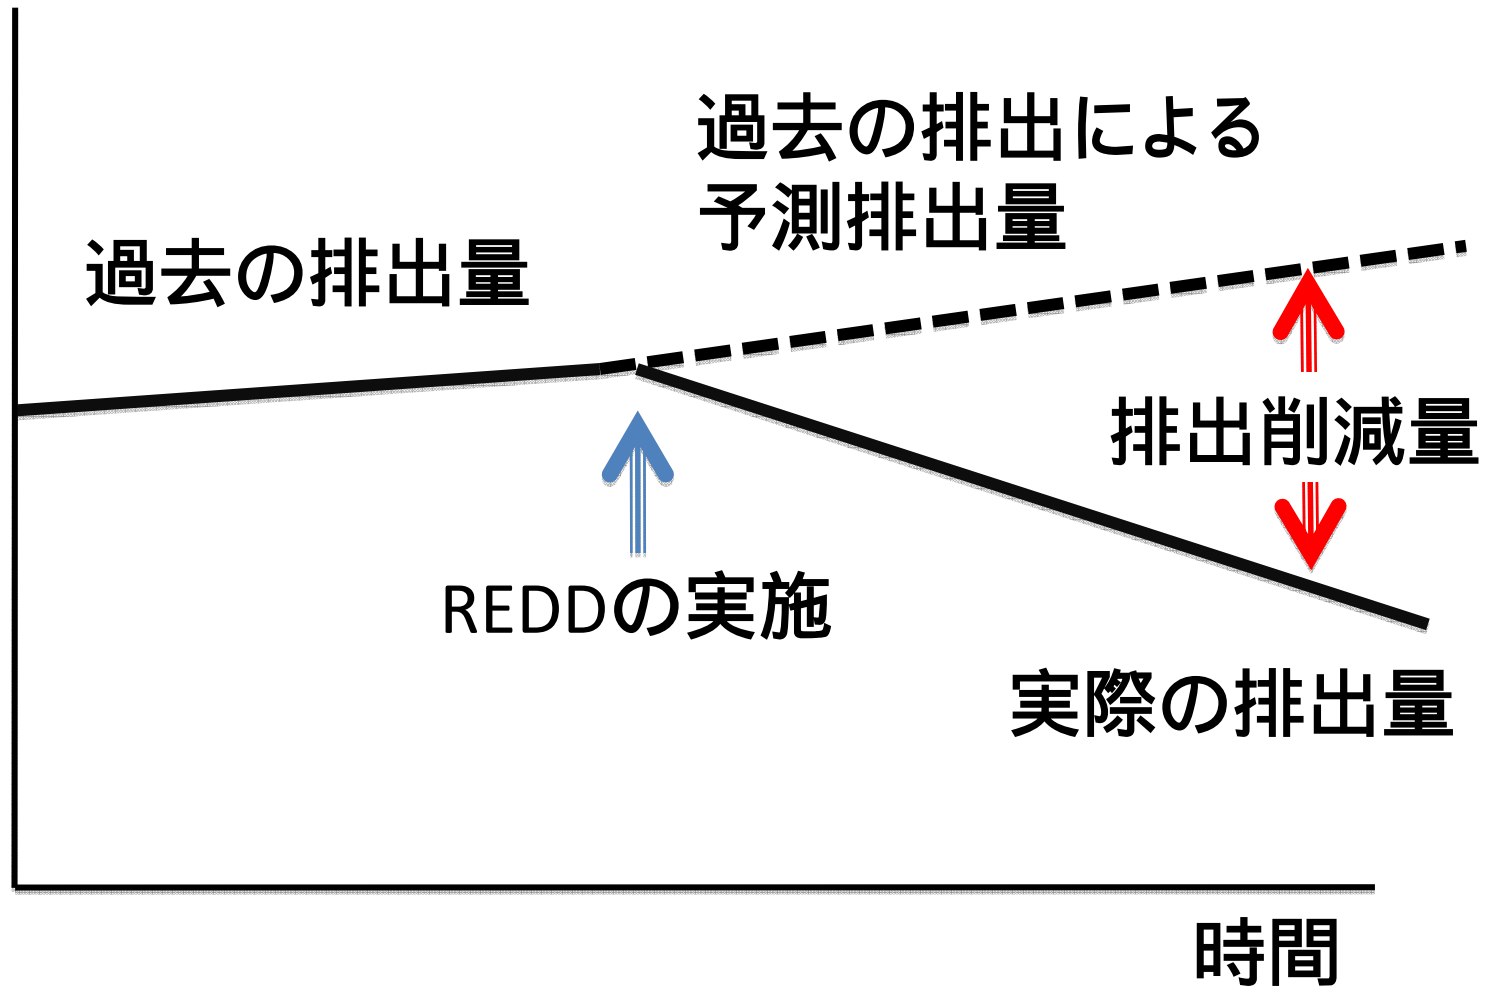 過去の排出による
予測排出量
過去の排出量
排出削減量
REDDの実施
実際の排出量
時間